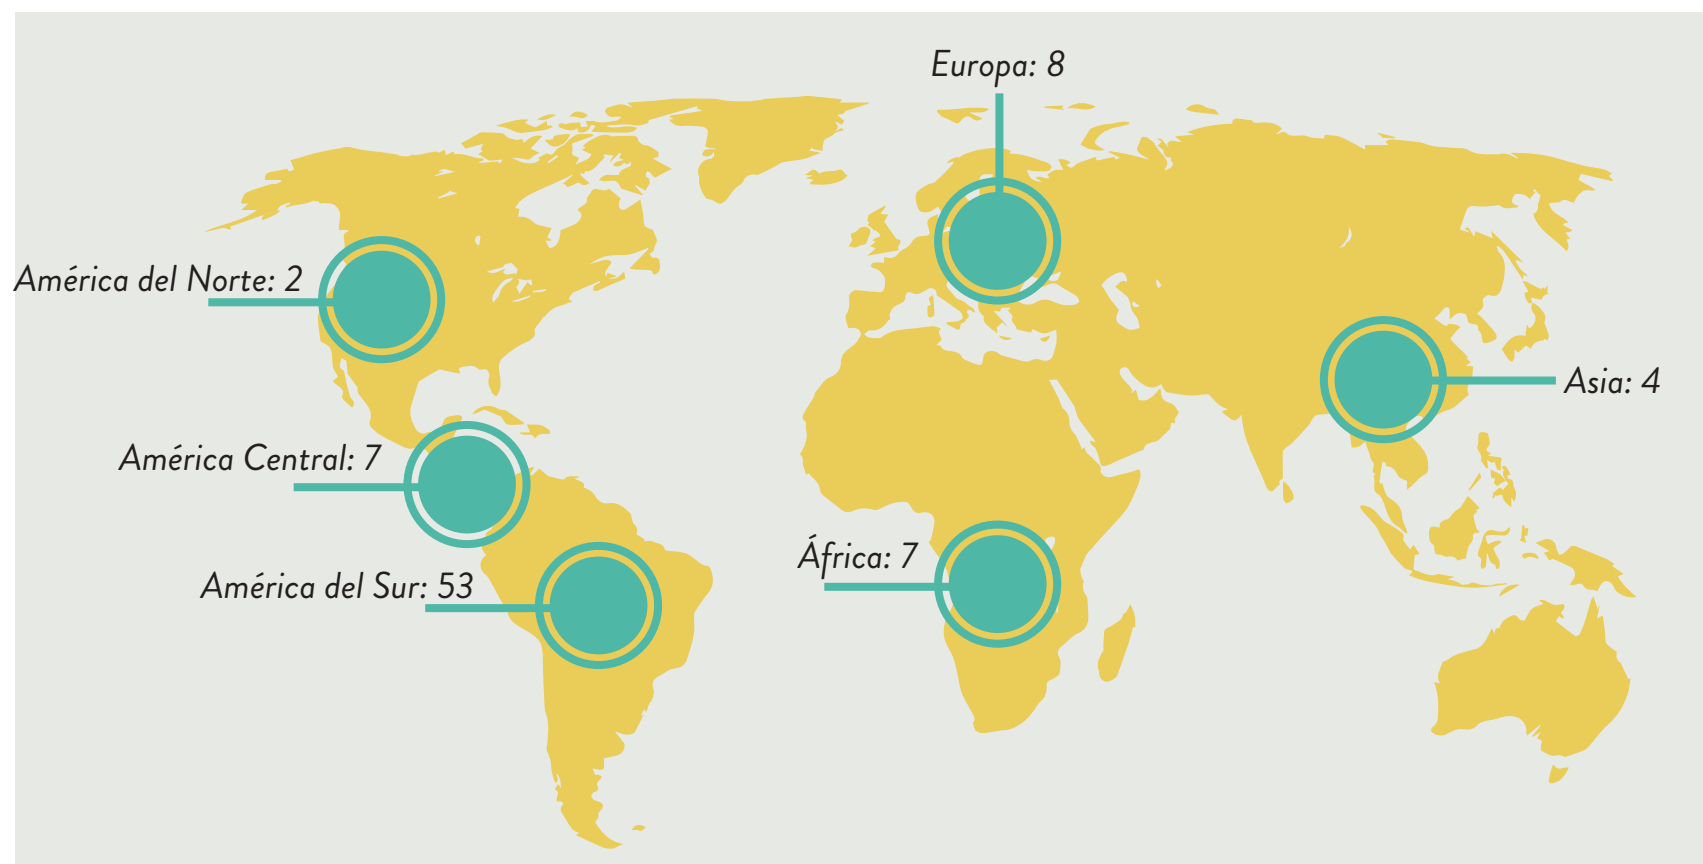 Europa: 8
América del Norte: 2
Asia: 4
América Central: 7
África: 7
América del Sur: 53